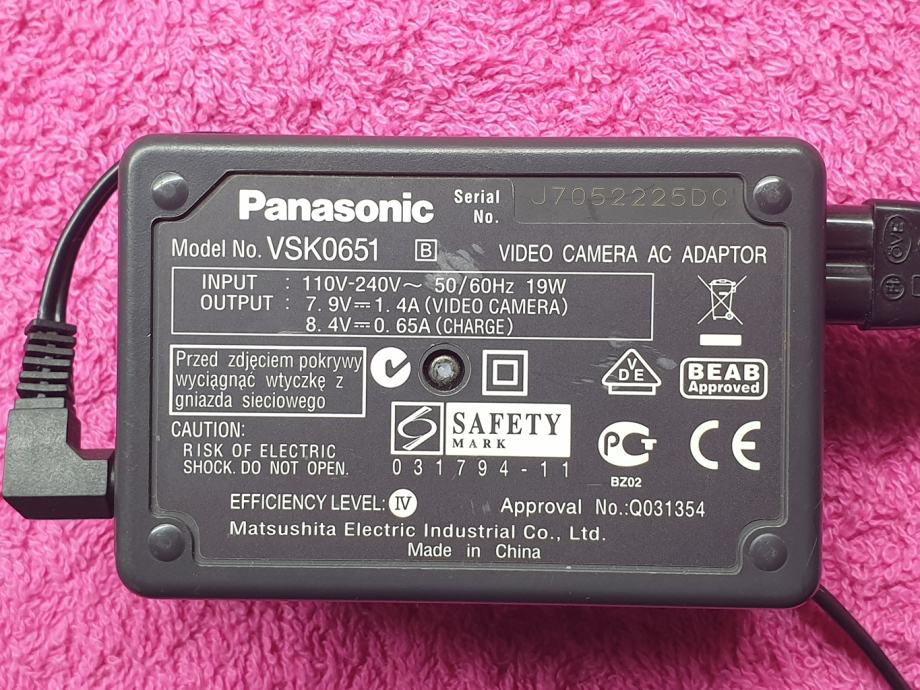 Panasonic
Serial No. J7052225DC
Model No. VSK0651 B VIDEO CAMERA AC ADAPTOR
INPUT : 110V-240V～ 50/60Hz 19W
OUTPUT : 7.9V⎓1.4A (VIDEO CAMERA)
8.4V⎓0.65A (CHARGE)
Przed zdjęciem pokrywy
wyciągnąć wtyczkę z
gniazda sieciowego
VDE
BEAB
Approved
CAUTION:
RISK OF ELECTRIC
SHOCK. DO NOT OPEN.
SAFETY
MARK
031794-11
PCT
BZ02
CE
EFFICIENCY LEVEL: IV
Approval No.:Q031354
Matsushita Electric Industrial Co., Ltd.
Made in China